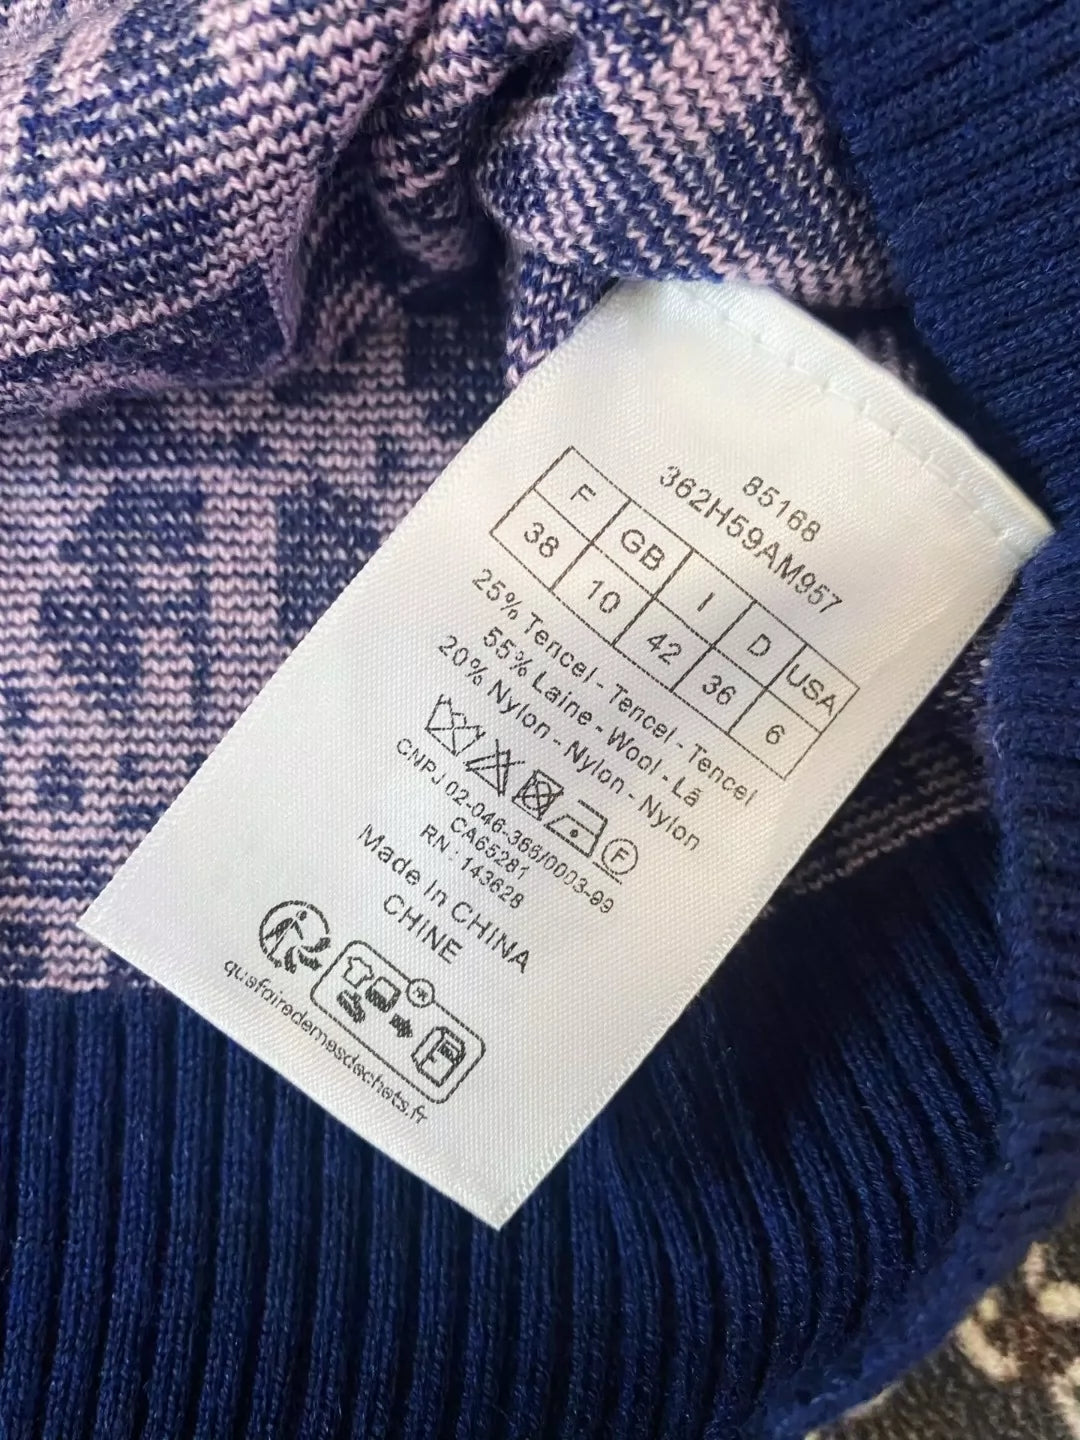 85168
362H59AM957
F GB I D USA
38 10 42 36 6
25% Tencel - Tencel - Tencel
55% Laine - Wool - Lã
20% Nylon - Nylon - Nylon
F
CNPJ 02-046-366/0003-99
CA65281
RN : 143628
Made In CHINA
CHINE
FR
quefairedemesdechets.fr